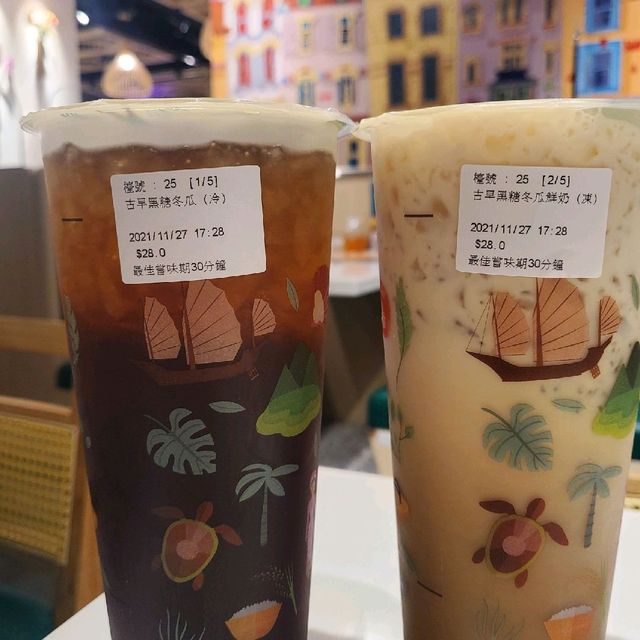 檯號 : 25 [1/5]
古早黑糖冬瓜 (冷)
2021/11/27 17:28
$28.0
最佳嘗味期30分鐘
檯號 : 25 [2/5]
古早黑糖冬瓜鮮奶 (凍)
2021/11/27 17:28
$28.0
最佳嘗味期30分鐘